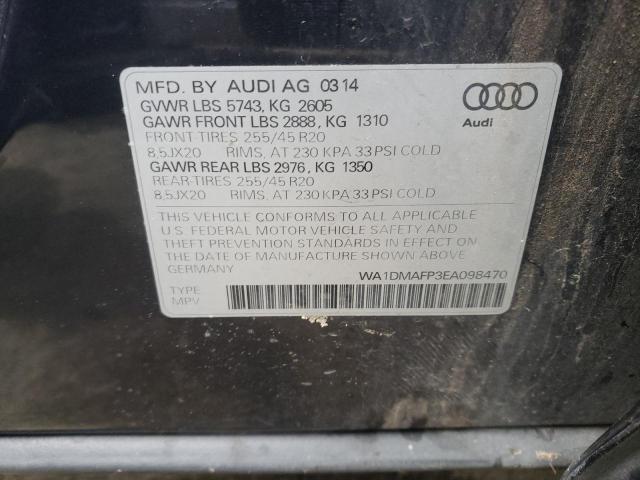 MFD. BY AUDI AG 03 14
GVWR LBS 5743, KG 2605
GAWR FRONT LBS 2888, KG 1310
FRONT TIRES 255/45 R20
8,5JX20 RIMS, AT 230 KPA 33 PSI COLD
GAWR REAR LBS 2976, KG 1350
REAR-TIRES 255/45 R20
8,5JX20 RIMS, AT 230 KPA 33 PSI COLD
Audi
THIS VEHICLE CONFORMS TO ALL APPLICABLE
U.S. FEDERAL MOTOR VEHICLE SAFETY AND
THEFT PREVENTION STANDARDS IN EFFECT ON
THE DATE OF MANUFACTURE SHOWN ABOVE
GERMANY WA1DMAFP3EA098470
TYPE
MPV